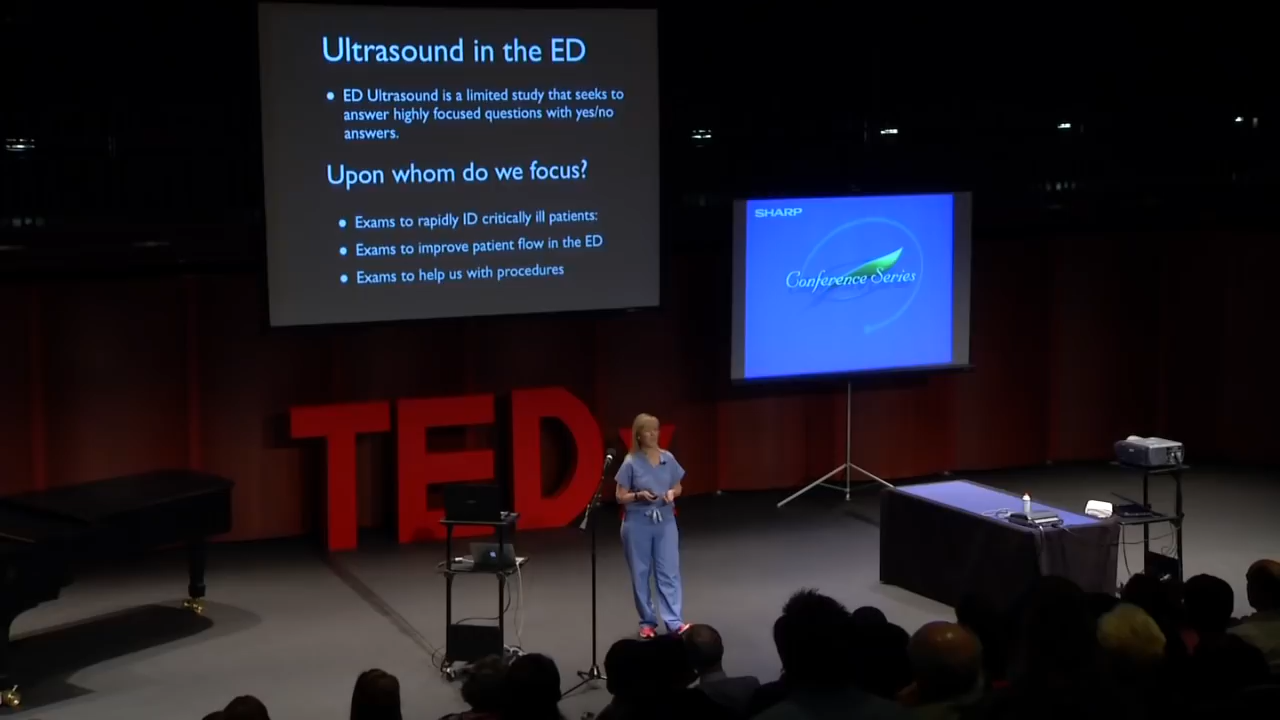 Ultrasound in the ED
• ED Ultrasound is a limited study that seeks to
answer highly focused questions with yes/no
answers.
Upon whom do we focus?
• Exams to rapidly ID critically ill patients:
• Exams to improve patient flow in the ED
• Exams to help us with procedures
SHARP
Conference Series
TEDx